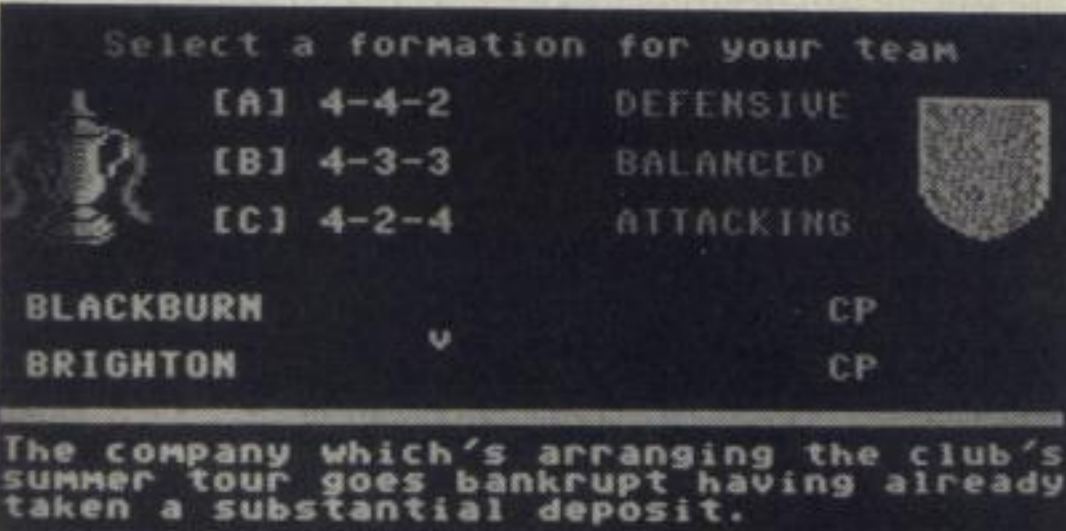 Select a formation for your team
[A] 4-4-2 DEFENSIVE
[B] 4-3-3 BALANCED
[C] 4-2-4 ATTACKING
BLACKBURN CP
v
BRIGHTON CP
The company which's arranging the club's
summer tour goes bankrupt having already
taken a substantial deposit.